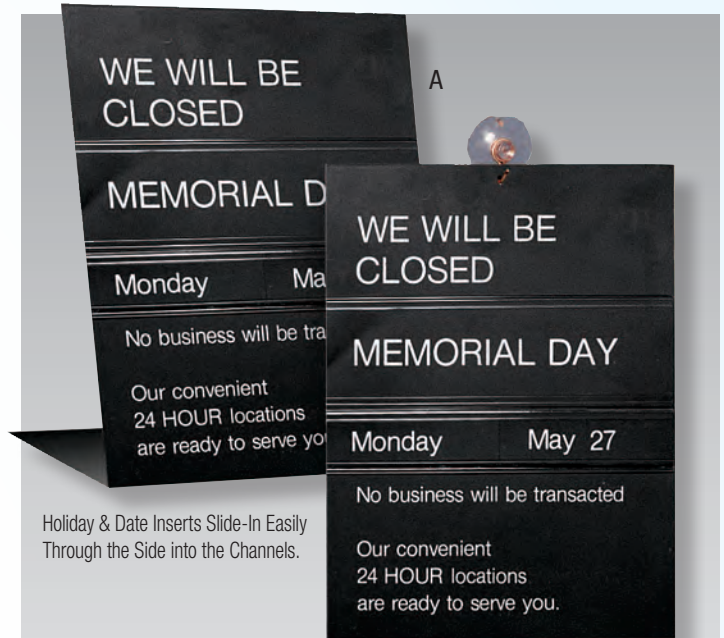 WE WILL BE
CLOSED
MEMORIAL D
Monday Ma
No business will be tra
Our convenient
24 HOUR locations
are ready to serve you
A
WE WILL BE
CLOSED
MEMORIAL DAY
Monday May 27
No business will be transacted
Our convenient
24 HOUR locations
are ready to serve you.
Holiday & Date Inserts Slide-In Easily
Through the Side into the Channels.